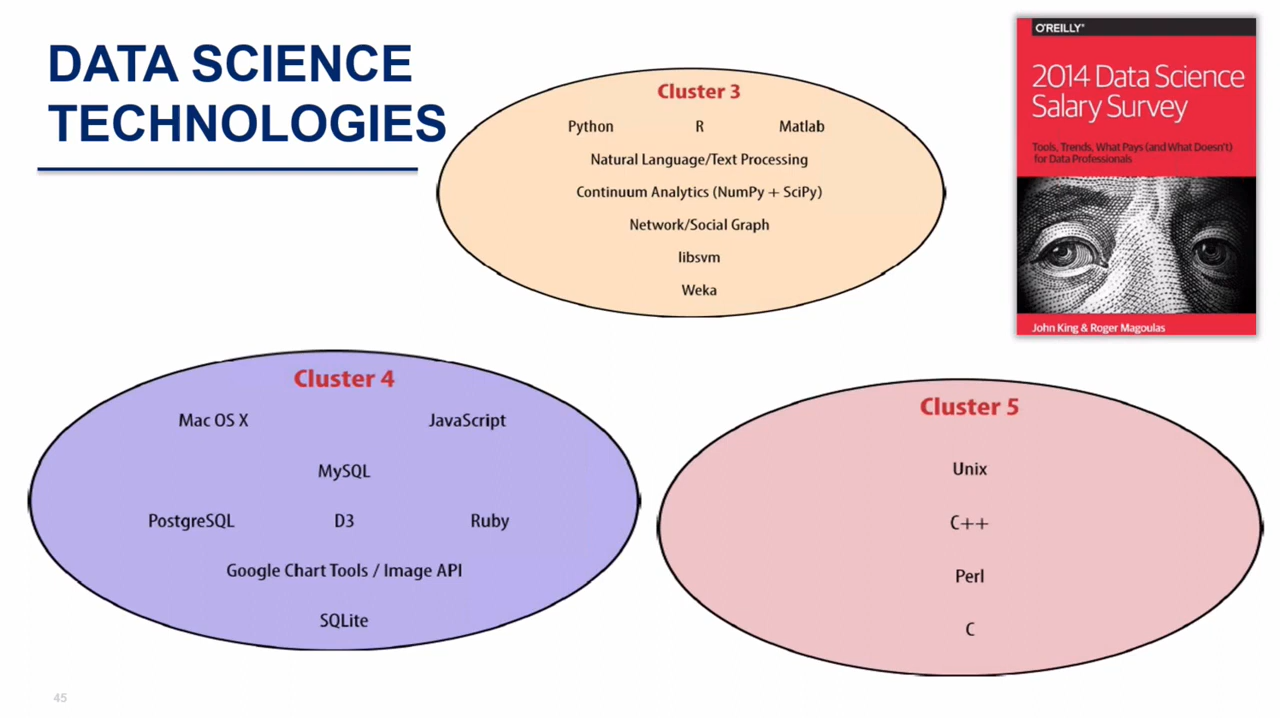 DATA SCIENCE
TECHNOLOGIES
O'REILLY®
2014 Data Science
Salary Survey
Tools, Trends, What Pays (and What Doesn't)
for Data Professionals
John King & Roger Magoulas
Cluster 3
Python R Matlab
Natural Language/Text Processing
Continuum Analytics (NumPy + SciPy)
Network/Social Graph
libsvm
Weka
Cluster 4
Mac OS X JavaScript
MySQL
PostgreSQL D3 Ruby
Google Chart Tools / Image API
SQLite
Cluster 5
Unix
C++
Perl
C
45